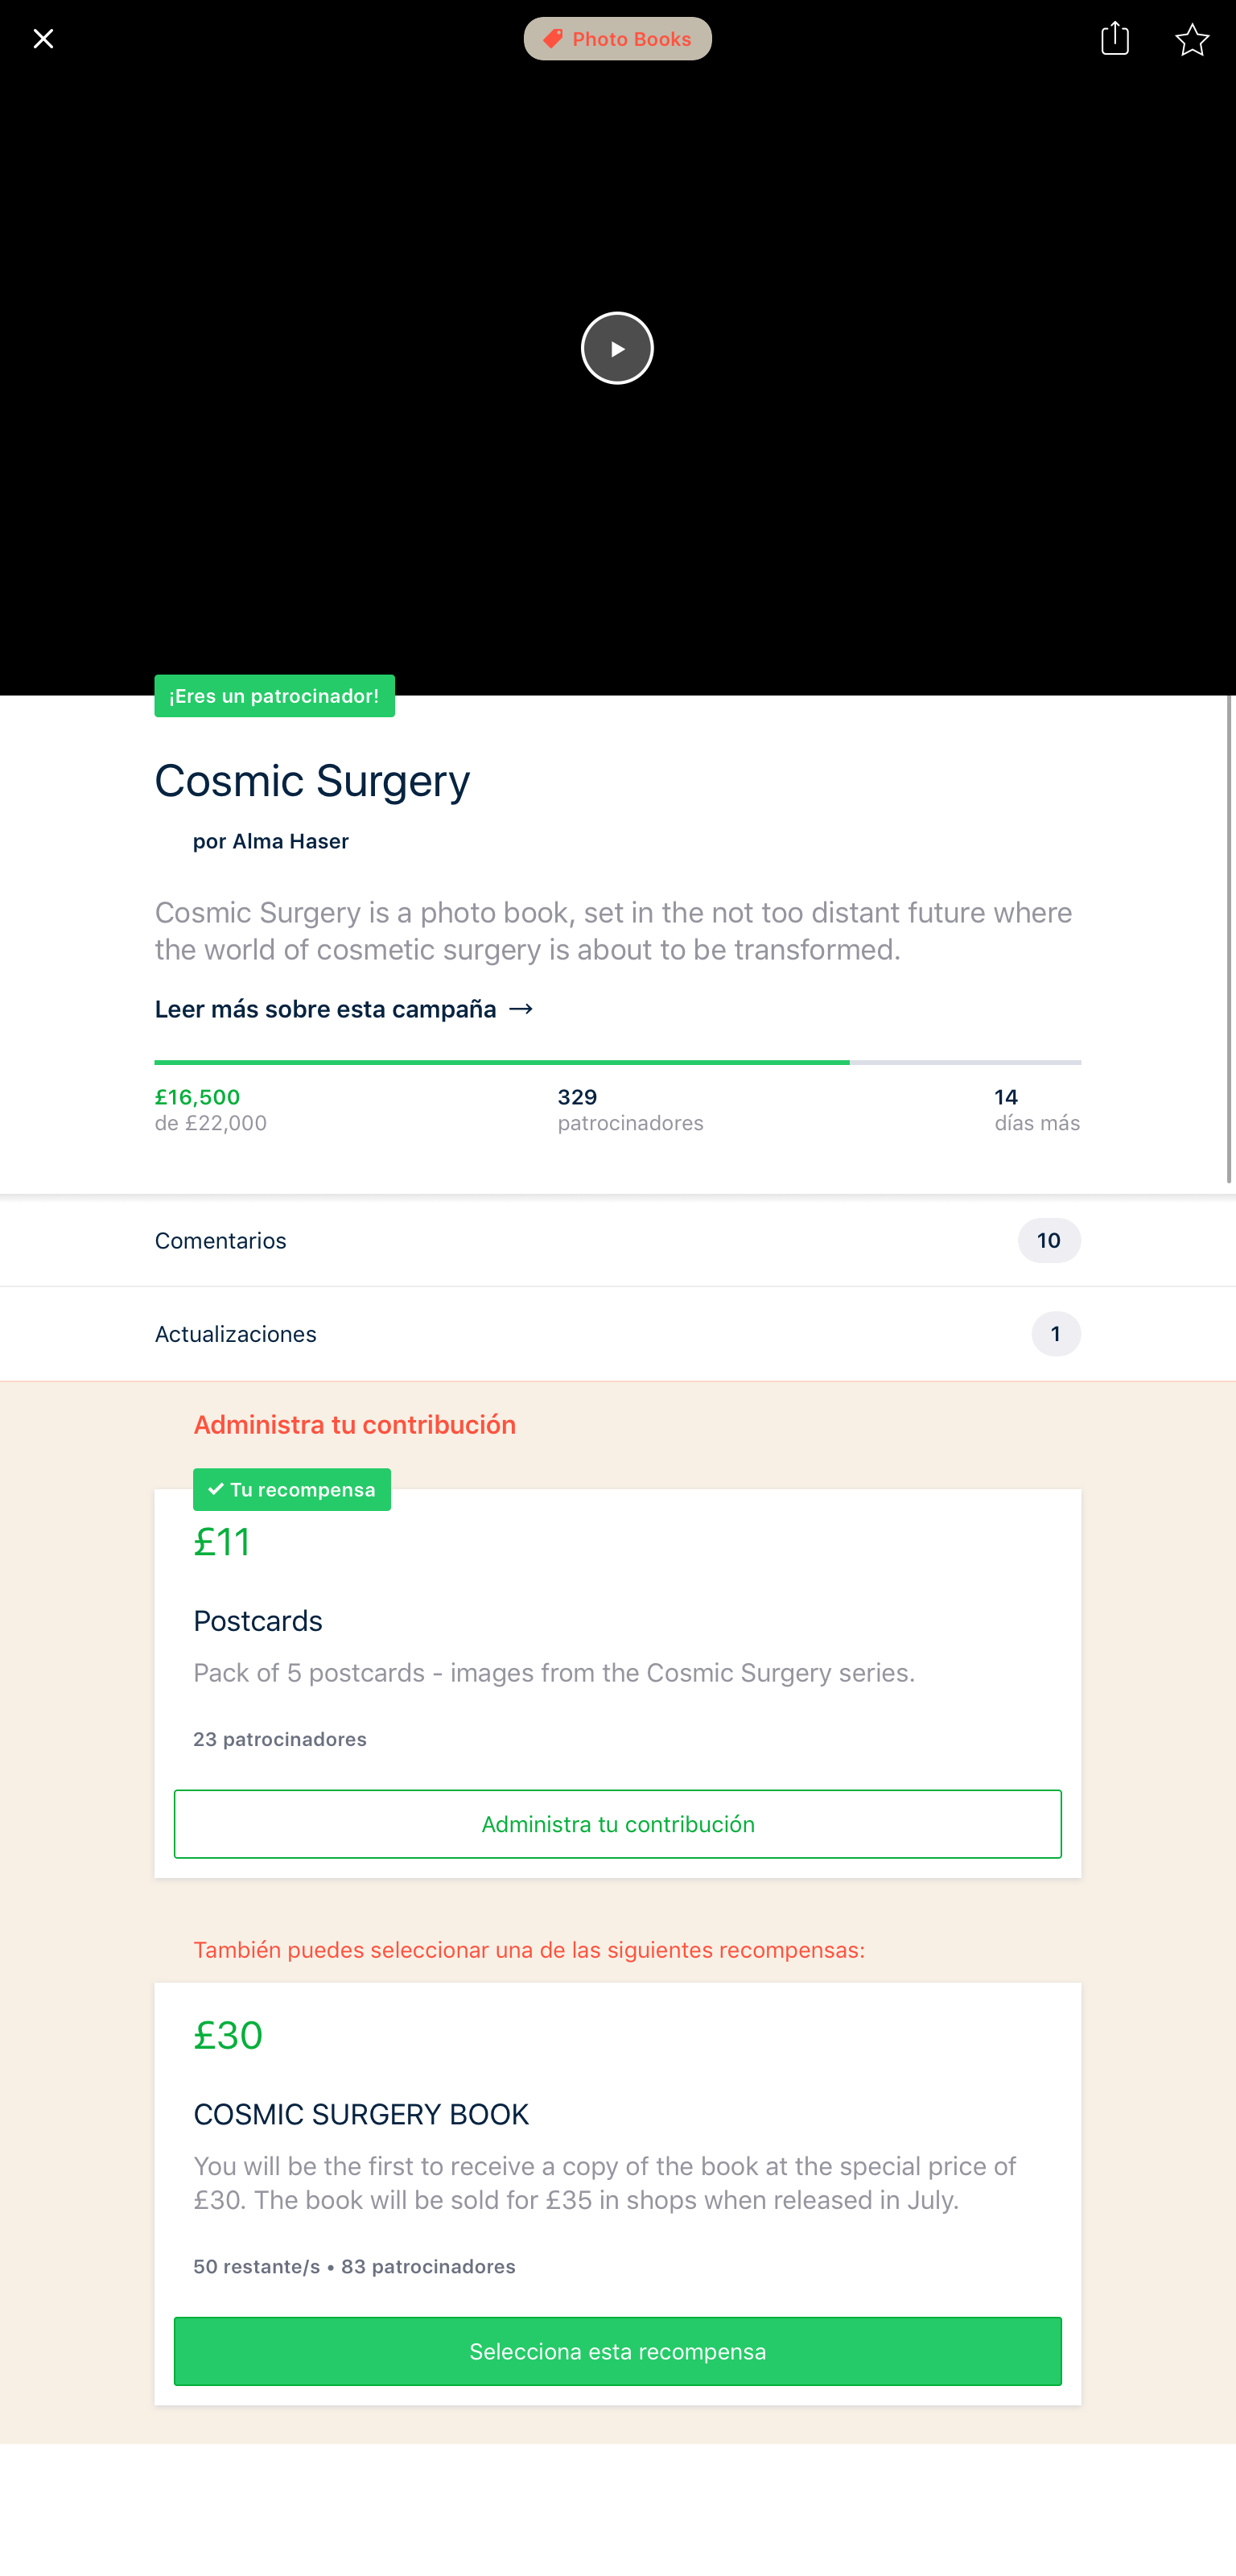 Photo Books
¡Eres un patrocinador!
Cosmic Surgery
por Alma Haser
Cosmic Surgery is a photo book, set in the not too distant future where
the world of cosmetic surgery is about to be transformed.
Leer más sobre esta campaña →
£16,500
de £22,000
329
patrocinadores
14
días más
Comentarios
10
Actualizaciones
1
Administra tu contribución
✓ Tu recompensa
£11
Postcards
Pack of 5 postcards - images from the Cosmic Surgery series.
23 patrocinadores
Administra tu contribución
También puedes seleccionar una de las siguientes recompensas:
£30
COSMIC SURGERY BOOK
You will be the first to receive a copy of the book at the special price of
£30. The book will be sold for £35 in shops when released in July.
50 restante/s • 83 patrocinadores
Selecciona esta recompensa